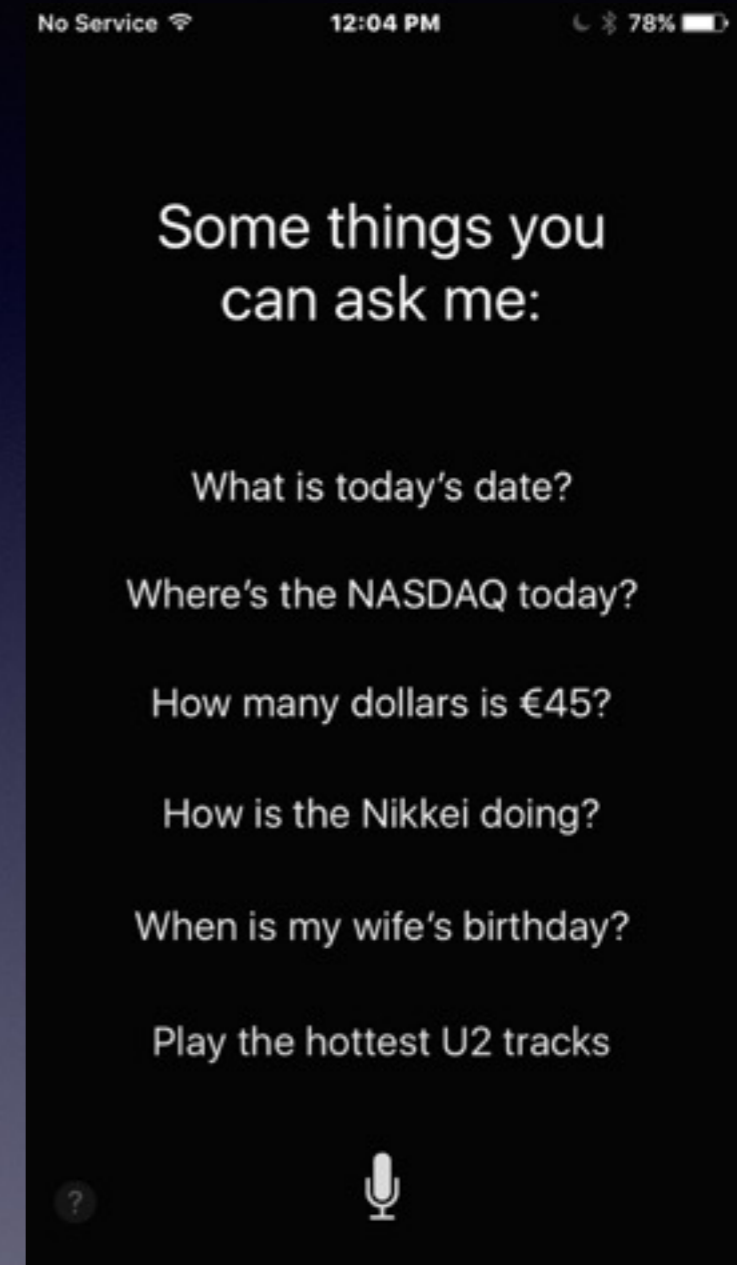 No Service 12:04 PM 78%
Some things you
can ask me:
What is today’s date?
Where’s the NASDAQ today?
How many dollars is €45?
How is the Nikkei doing?
When is my wife’s birthday?
Play the hottest U2 tracks
?